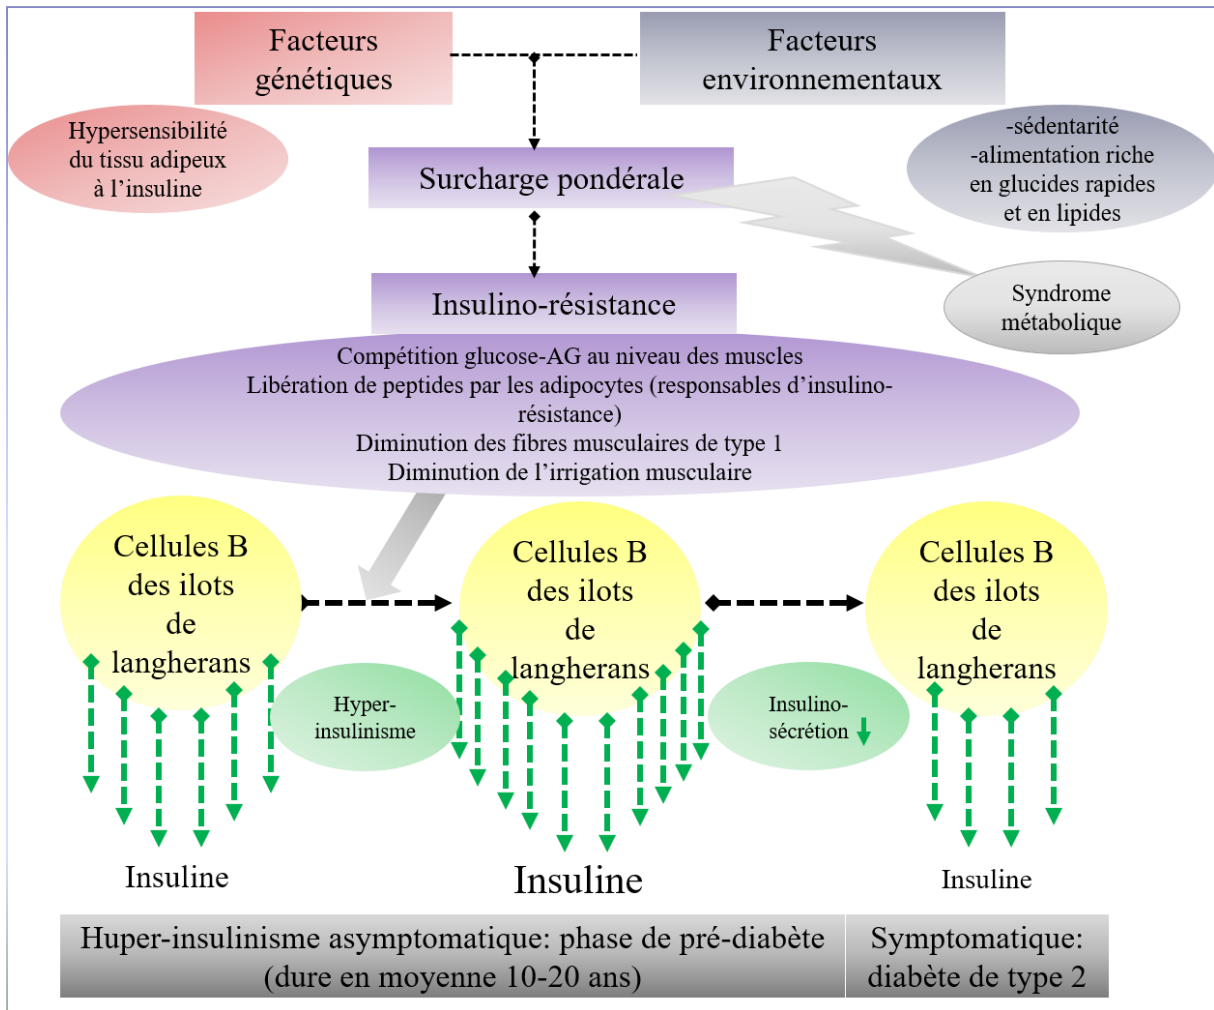 Facteurs
génétiques
Facteurs
environnementaux
Hypersensibilité
du tissu adipeux
à l’insuline
-sédentarité
-alimentation riche
en glucides rapides
et en lipides
Surcharge pondérale
Syndrome
métabolique
Insulino-résistance
Compétition glucose-AG au niveau des muscles
Libération de peptides par les adipocytes (responsables d’insulino-
résistance)
Diminution des fibres musculaires de type 1
Diminution de l’irrigation musculaire
Cellules B
des ilots
de
langherans
Cellules B
des ilots
de
langherans
Cellules B
des ilots
de
langherans
Hyper-
insulinisme
Insulino-
sécrétion
Insuline
Insuline
Insuline
Huper-insulinisme asymptomatique: phase de pré-diabète
(dure en moyenne 10-20 ans)
Symptomatique:
diabète de type 2